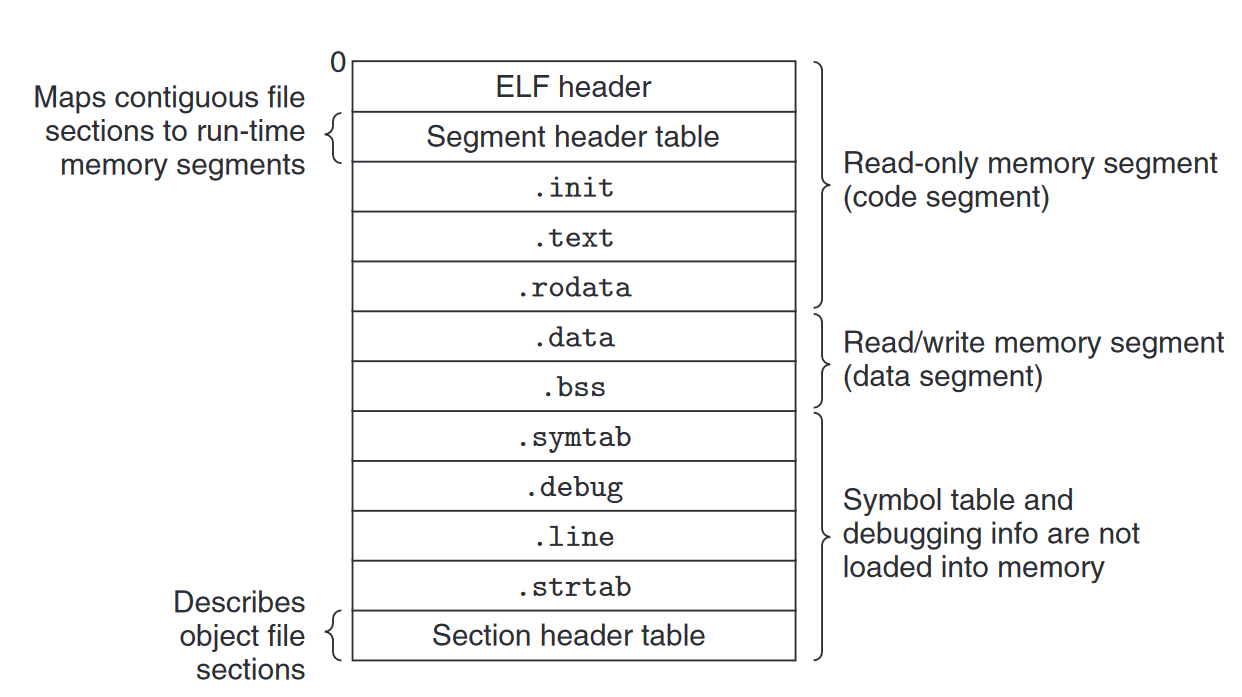 0
ELF header
Maps contiguous file
sections to run-time
memory segments
Segment header table
.init
.text
.rodata
Read-only memory segment
(code segment)
.data
.bss
Read/write memory segment
(data segment)
.symtab
.debug
.line
.strtab
Symbol table and
debugging info are not
loaded into memory
Describes
object file
sections
Section header table